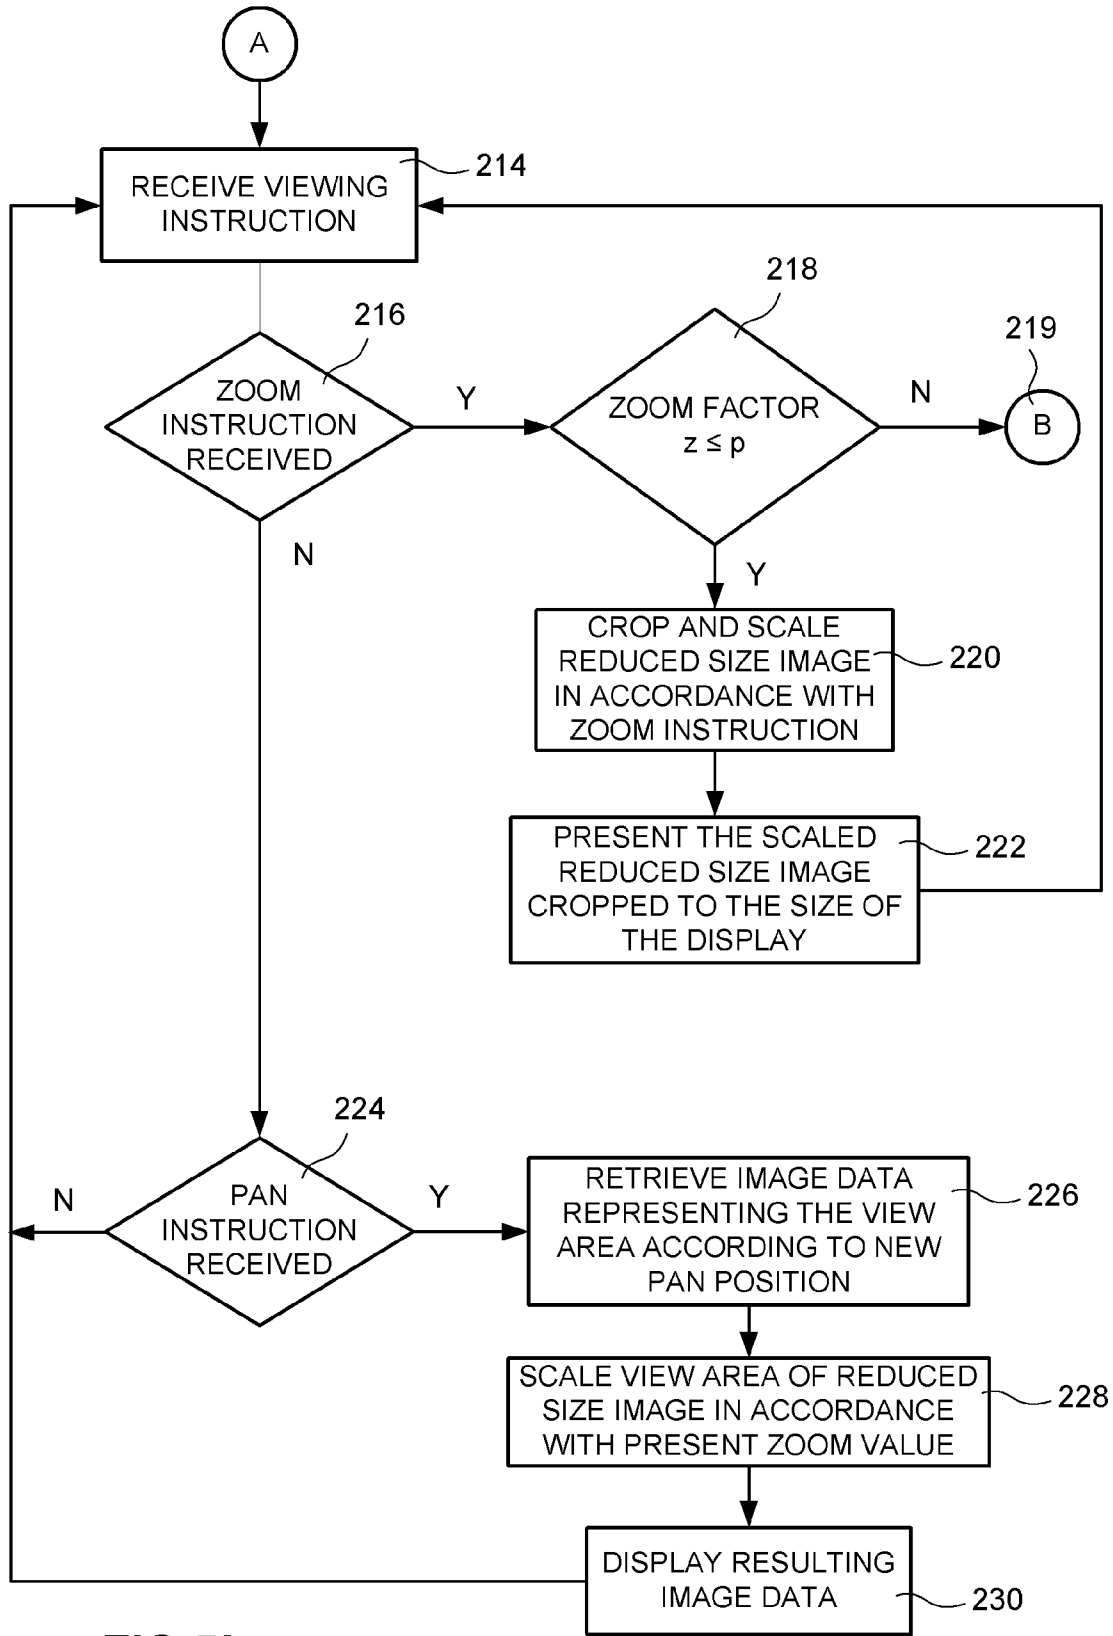 A
RECEIVE VIEWING
INSTRUCTION
214
216
ZOOM
INSTRUCTION
RECEIVED
Y
N
218
ZOOM FACTOR
z ≤ p
N
Y
219
B
CROP AND SCALE
REDUCED SIZE IMAGE
IN ACCORDANCE WITH
ZOOM INSTRUCTION
220
PRESENT THE SCALED
REDUCED SIZE IMAGE
CROPPED TO THE SIZE OF
THE DISPLAY
222
224
PAN
INSTRUCTION
RECEIVED
N
Y
RETRIEVE IMAGE DATA
REPRESENTING THE VIEW
AREA ACCORDING TO NEW
PAN POSITION
226
SCALE VIEW AREA OF REDUCED
SIZE IMAGE IN ACCORDANCE
WITH PRESENT ZOOM VALUE
228
DISPLAY RESULTING
IMAGE DATA
230